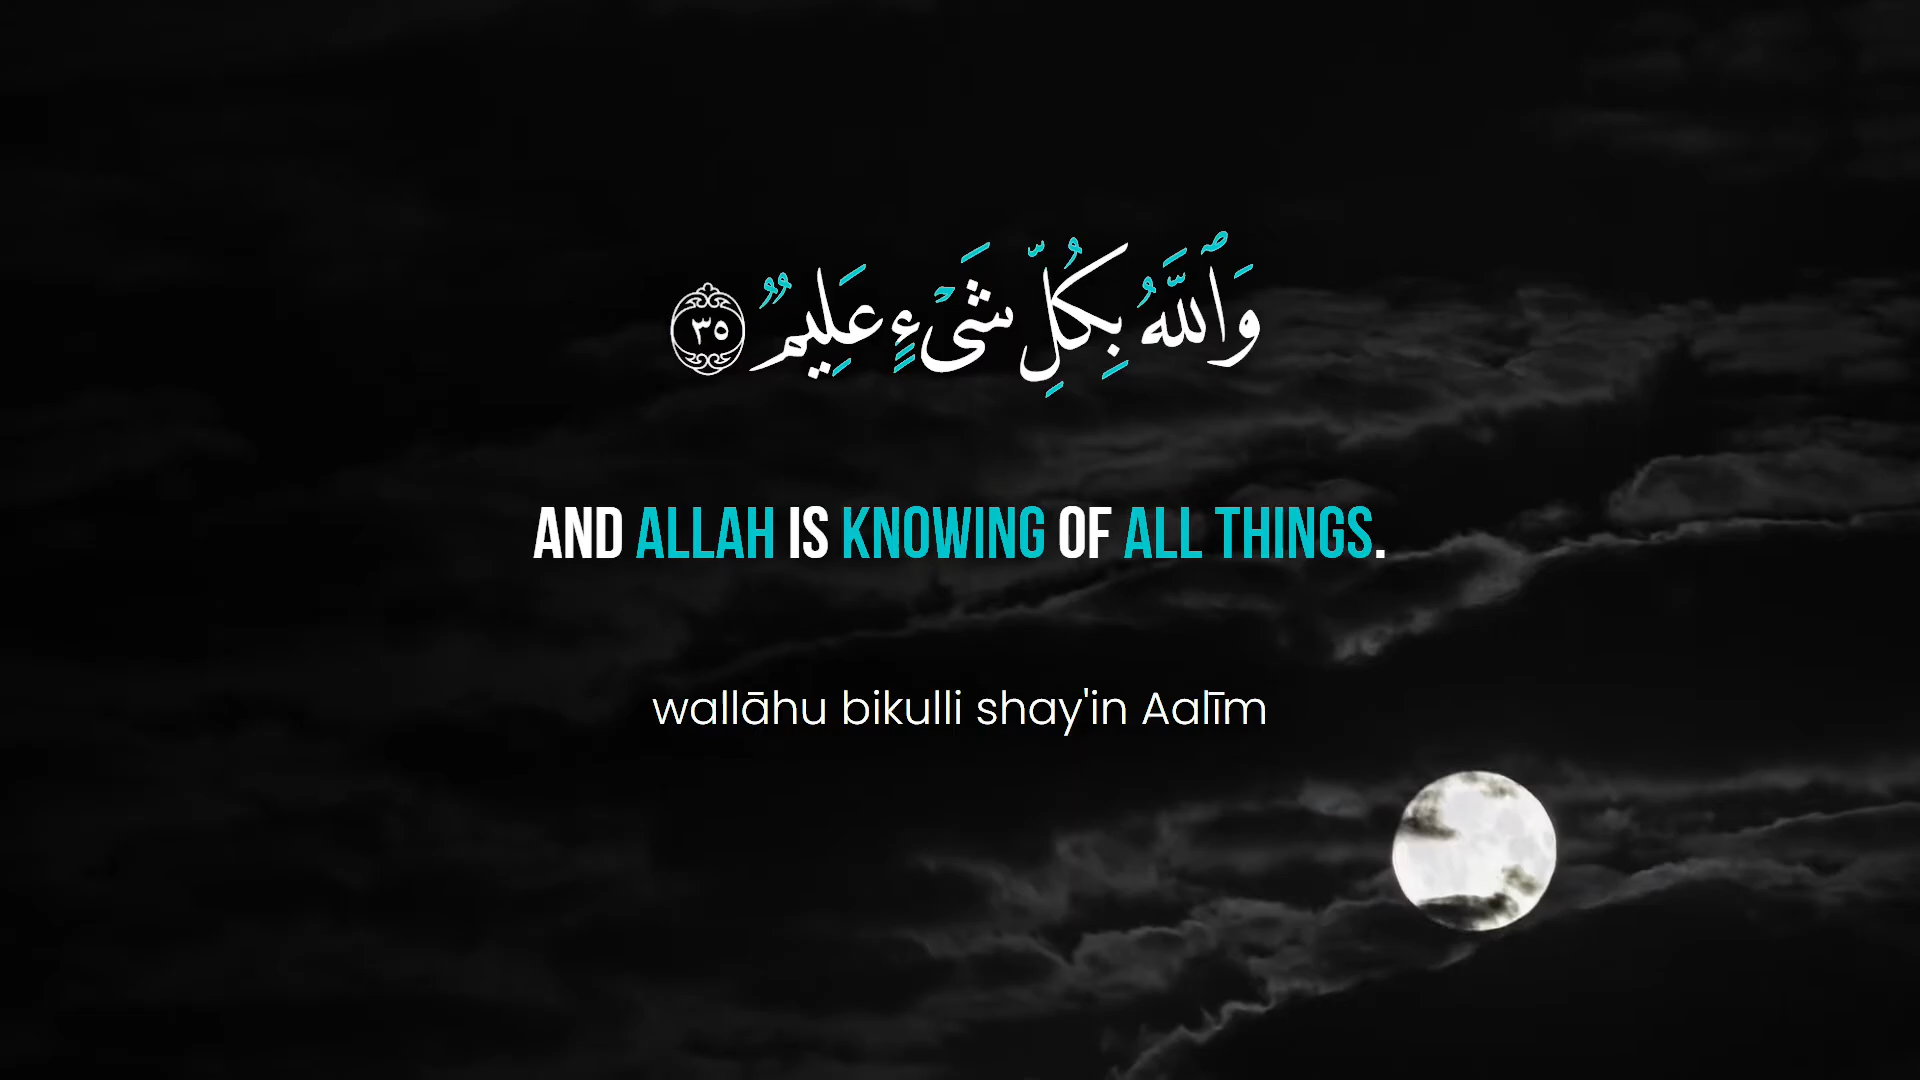 وَٱللَّهُ بِكُلِّ شَىْءٍ عَلِيمٌ ٣٥
AND ALLAH IS KNOWING OF ALL THINGS.
wallāhu bikulli shay'in Aalīm